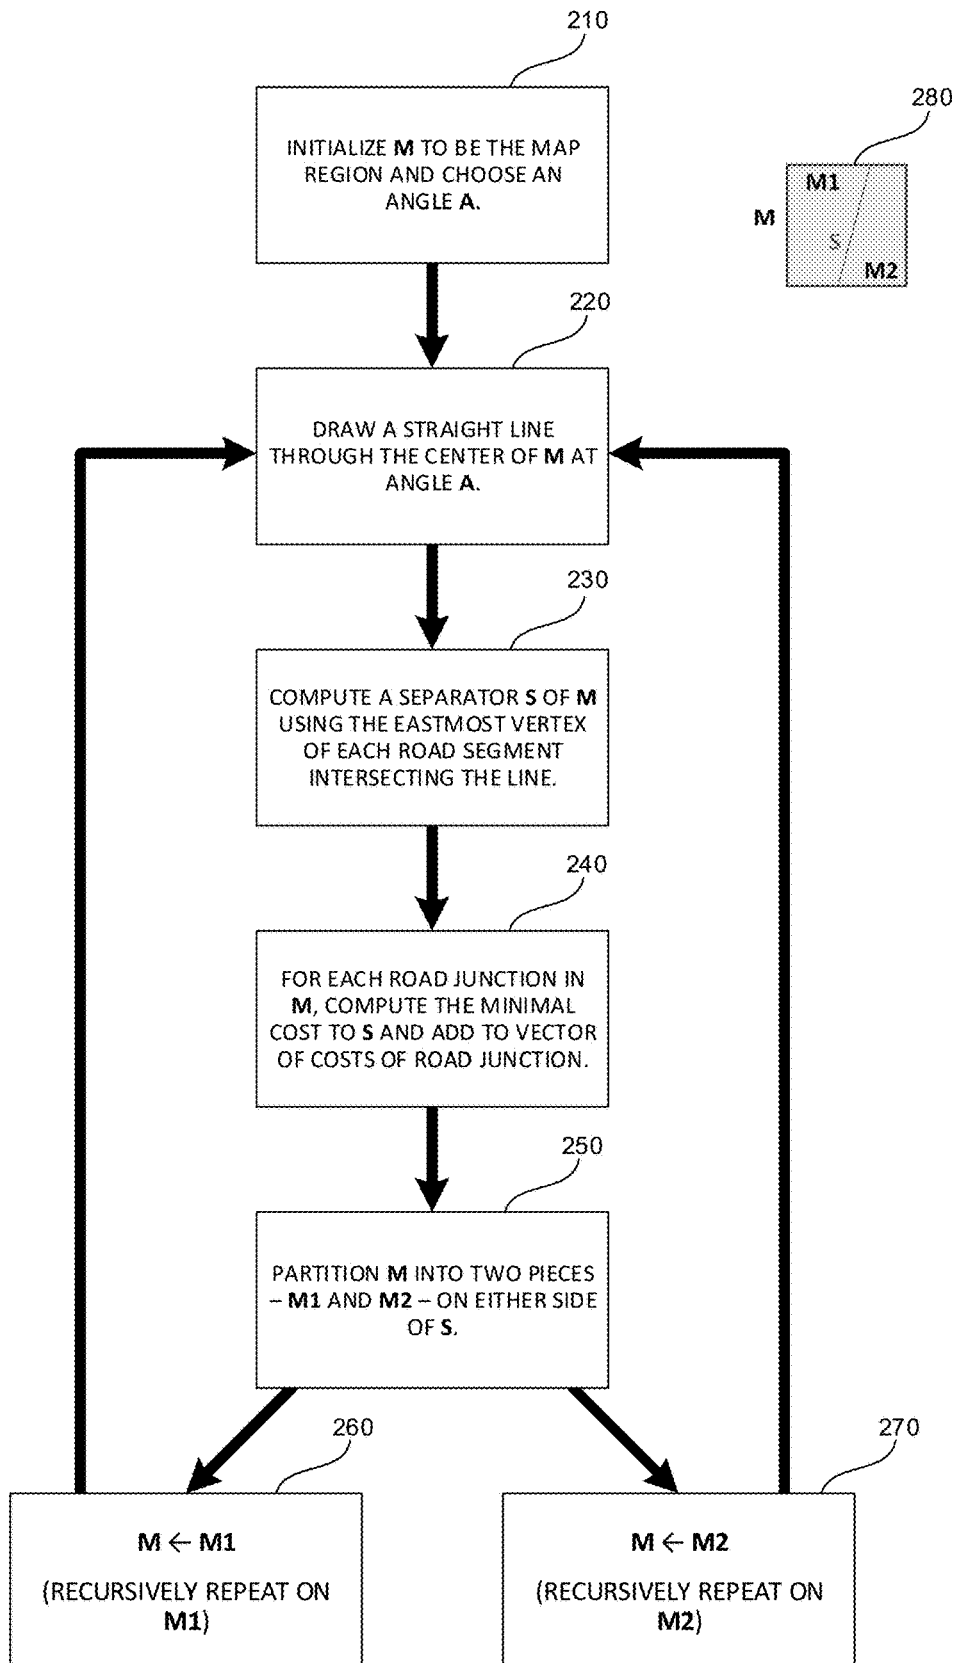 210
INITIALIZE M TO BE THE MAP
REGION AND CHOOSE AN
ANGLE A.
280
M
M1
S
M2
220
DRAW A STRAIGHT LINE
THROUGH THE CENTER OF M AT
ANGLE A.
230
COMPUTE A SEPARATOR S OF M
USING THE EASTMOST VERTEX
OF EACH ROAD SEGMENT
INTERSECTING THE LINE.
240
FOR EACH ROAD JUNCTION IN
M, COMPUTE THE MINIMAL
COST TO S AND ADD TO VECTOR
OF COSTS OF ROAD JUNCTION.
250
PARTITION M INTO TWO PIECES
– M1 AND M2 – ON EITHER SIDE
OF S.
260
M ← M1
(RECURSIVELY REPEAT ON
M1)
270
M ← M2
(RECURSIVELY REPEAT ON
M2)